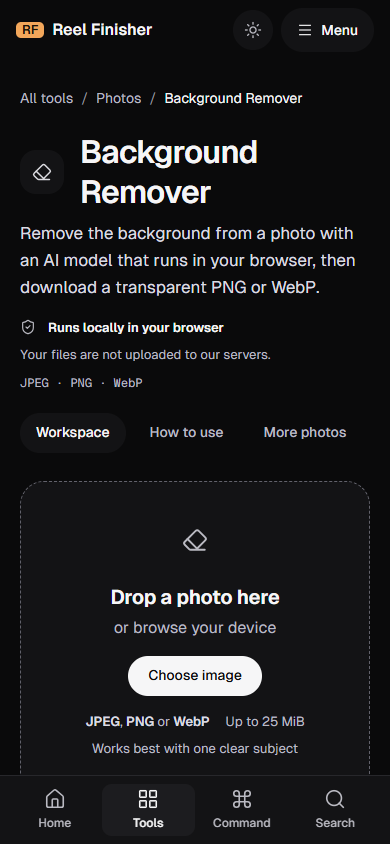 RF Reel Finisher
Menu
All tools / Photos / Background Remover
Background
Remover
Remove the background from a photo with
an AI model that runs in your browser, then
download a transparent PNG or WebP.
Runs locally in your browser
Your files are not uploaded to our servers.
JPEG · PNG · WebP
Workspace How to use More photos
Drop a photo here
or browse your device
Choose image
JPEG, PNG or WebP Up to 25 MiB
Works best with one clear subject
Home Tools Command Search